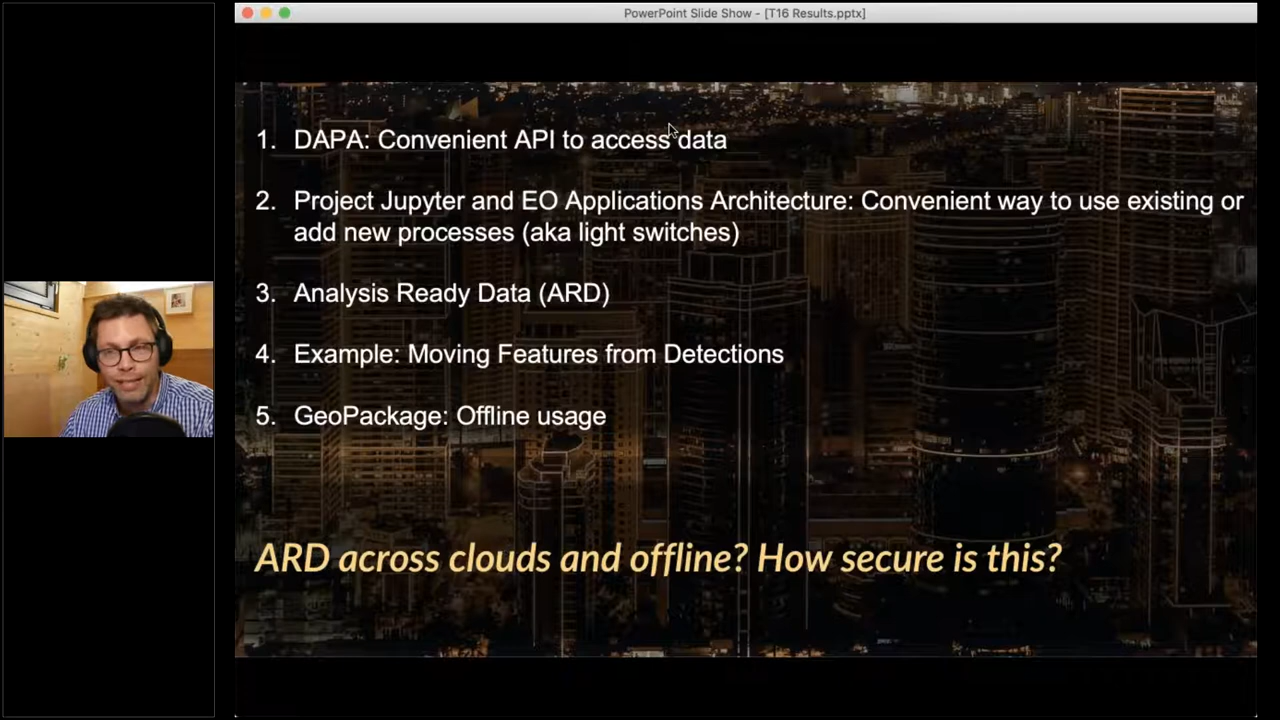 PowerPoint Slide Show - [T16 Results.pptx]
1. DAPA: Convenient API to access data
2. Project Jupyter and EO Applications Architecture: Convenient way to use existing or
add new processes (aka light switches)
3. Analysis Ready Data (ARD)
4. Example: Moving Features from Detections
5. GeoPackage: Offline usage
ARD across clouds and offline? How secure is this?